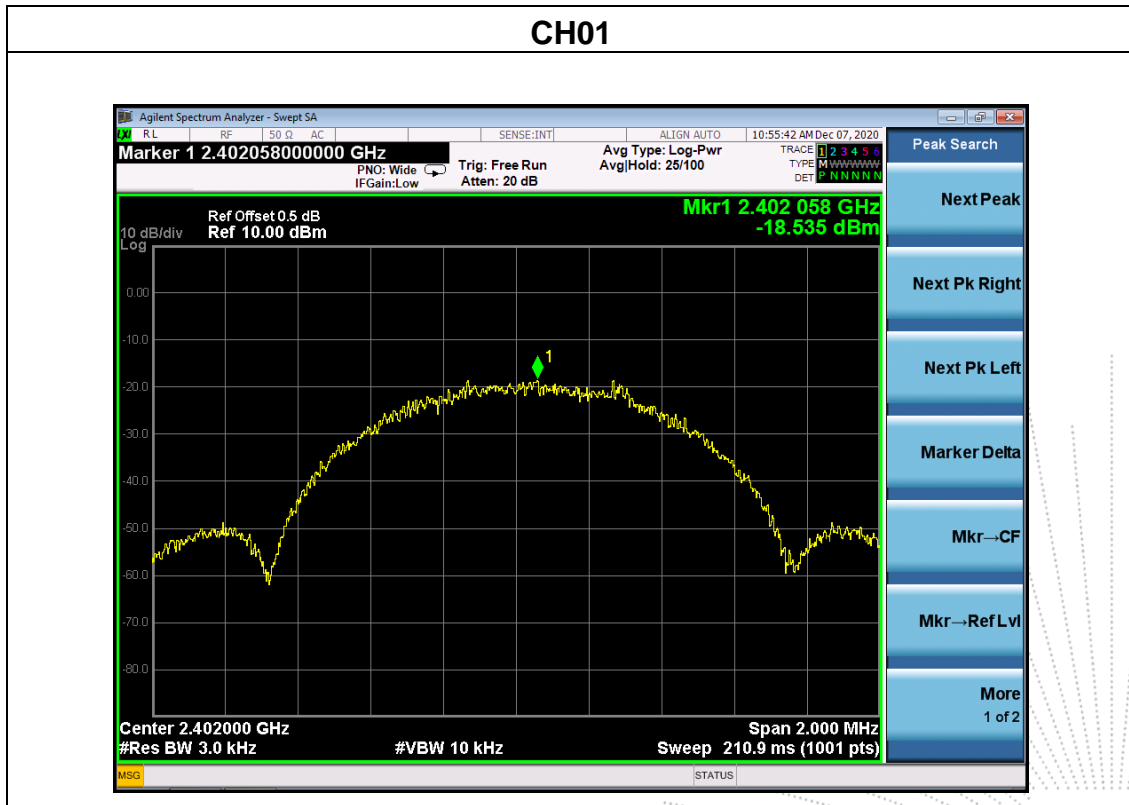 CH01
Agilent Spectrum Analyzer - Swept SA
LXI RL RF 50 Ω AC SENSE:INT ALIGN AUTO 10:55:42 AM Dec 07, 2020
Marker 1 2.402058000000 GHz
PNO: Wide
IFGain:Low
Trig: Free Run
Atten: 20 dB
Avg Type: Log-Pwr
Avg|Hold: 25/100
TRACE 1 2 3 4 5 6
TYPE M WWWWW
DET P N N N N N
Peak Search
Mkr1 2.402 058 GHz
-18.535 dBm
Ref Offset 0.5 dB
10 dB/div Ref 10.00 dBm
Log
0.00
-10.0
-20.0
-30.0
-40.0
-50.0
-60.0
-70.0
-80.0
1
Center 2.402000 GHz Span 2.000 MHz
#Res BW 3.0 kHz #VBW 10 kHz Sweep 210.9 ms (1001 pts)
Next Peak
Next Pk Right
Next Pk Left
Marker Delta
Mkr→CF
Mkr→Ref Lvl
More
1 of 2
MSG STATUS